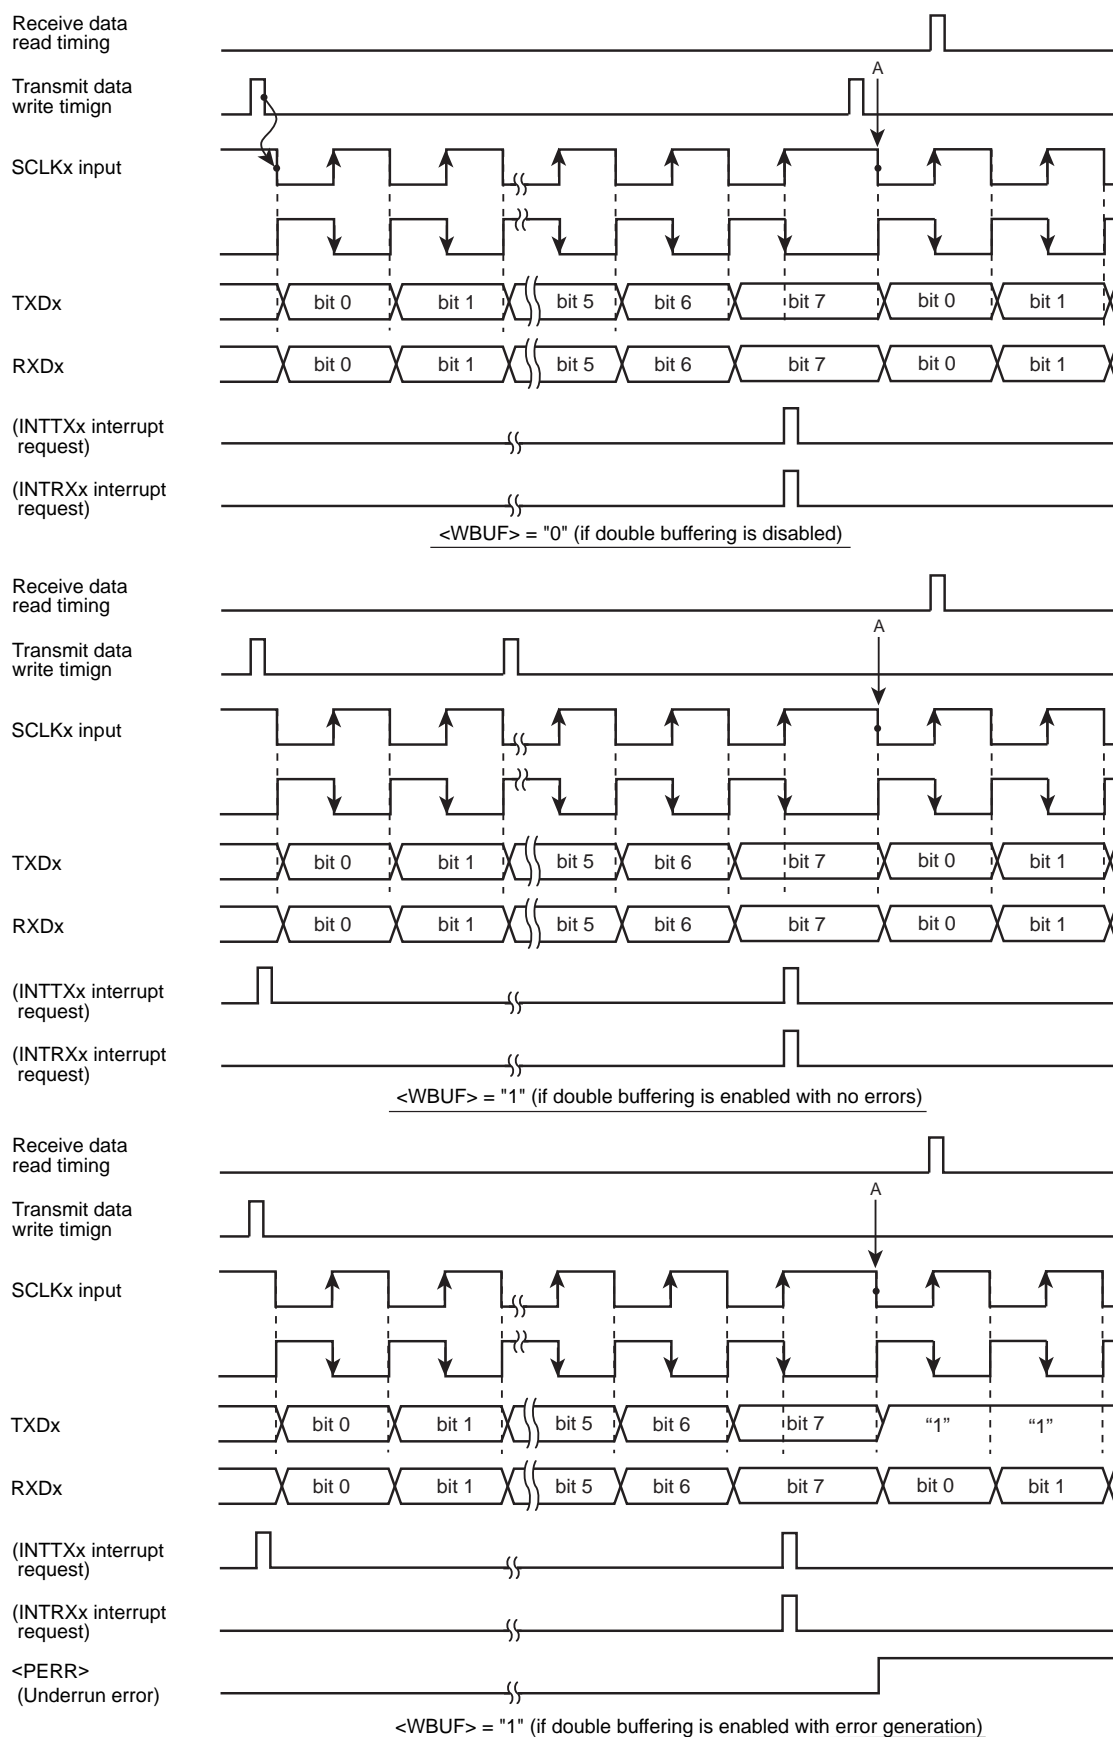 Receive data
read timing
Transmit data
write timign
A
SCLKx input
TXDx
bit 0 bit 1 bit 5 bit 6 bit 7 bit 0 bit 1
RXDx
bit 0 bit 1 bit 5 bit 6 bit 7 bit 0 bit 1
(INTTXx interrupt
request)
(INTRXx interrupt
request)
<WBUF> = "0" (if double buffering is disabled)
Receive data
read timing
Transmit data
write timign
A
SCLKx input
TXDx
bit 0 bit 1 bit 5 bit 6 bit 7 bit 0 bit 1
RXDx
bit 0 bit 1 bit 5 bit 6 bit 7 bit 0 bit 1
(INTTXx interrupt
request)
(INTRXx interrupt
request)
<WBUF> = "1" (if double buffering is enabled with no errors)
Receive data
read timing
Transmit data
write timign
A
SCLKx input
TXDx
bit 0 bit 1 bit 5 bit 6 bit 7 “1” “1”
RXDx
bit 0 bit 1 bit 5 bit 6 bit 7 bit 0 bit 1
(INTTXx interrupt
request)
(INTRXx interrupt
request)
<PERR>
(Underrun error)
<WBUF> = "1" (if double buffering is enabled with error generation)